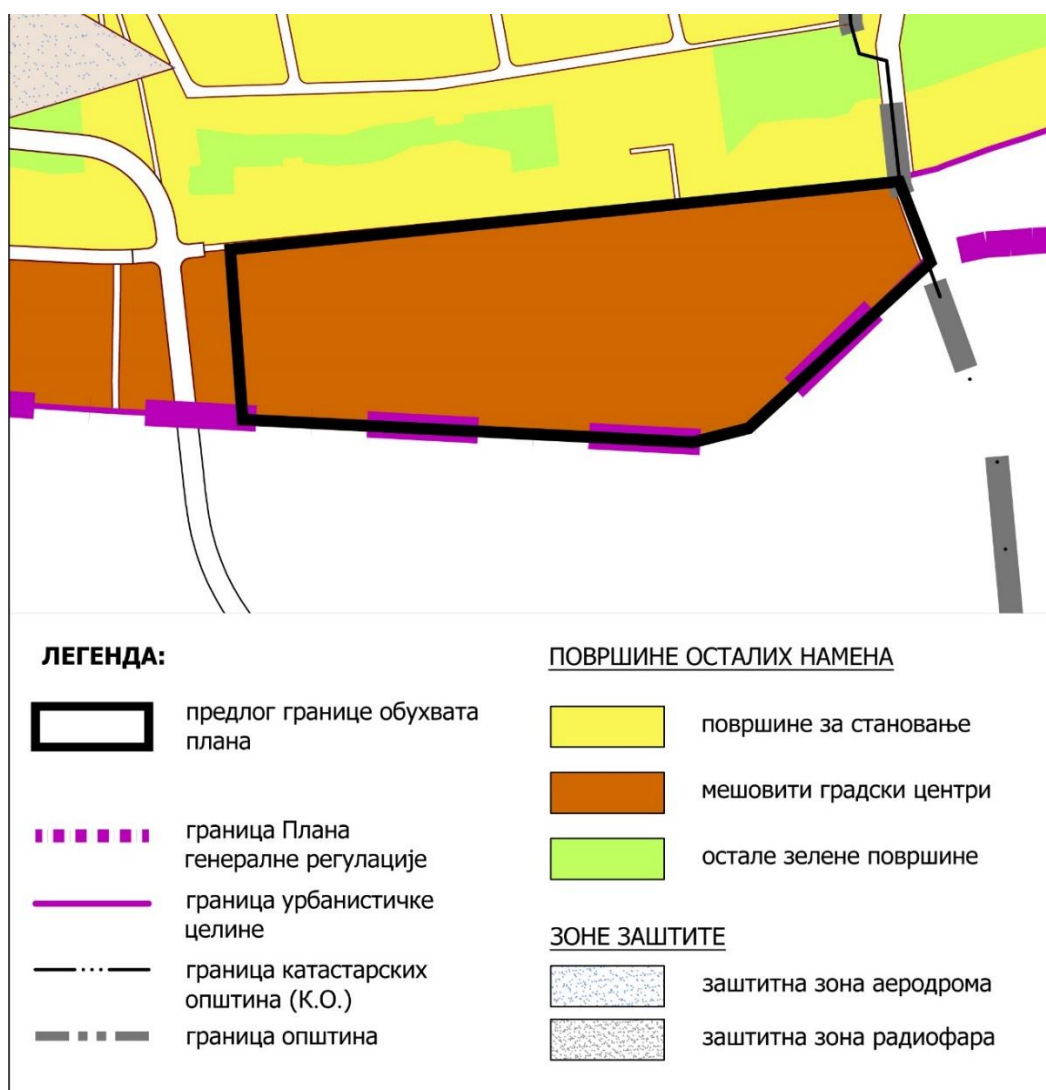 ЛЕГЕНДА:
предлог границе обухвата
плана
граница Плана
генералне регулације
граница урбанистичке
целине
граница катастарских
општина (К.О.)
граница општина
ПОВРШИНЕ ОСТАЛИХ НАМЕНА
површине за становање
мешовити градски центри
остале зелене површине
ЗОНЕ ЗАШТИТЕ
заштитна зона аеродрома
заштитна зона радиофара